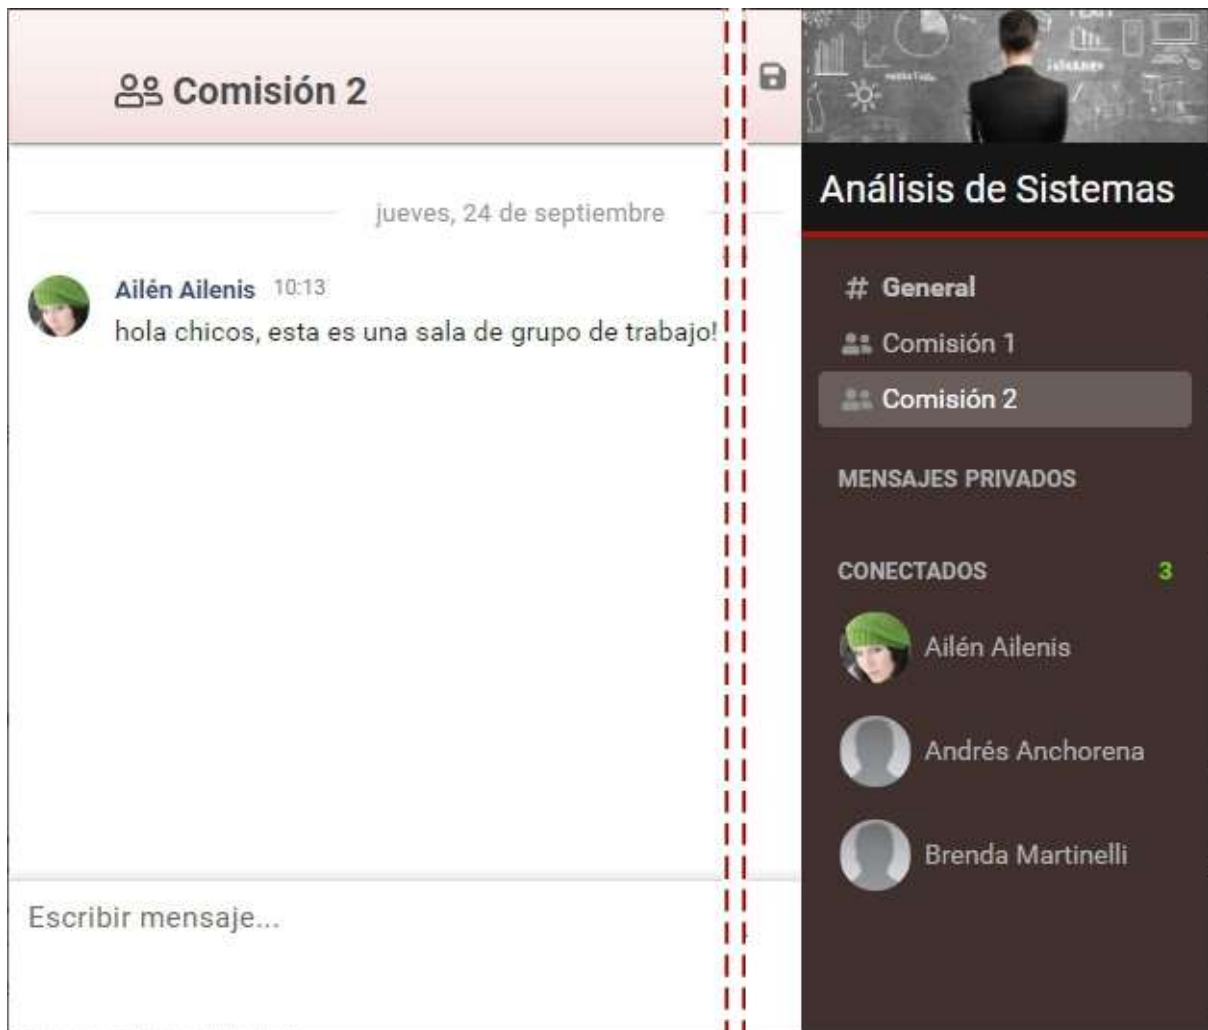 Comisión 2
jueves, 24 de septiembre
Ailén Ailenis 10:13
hola chicos, esta es una sala de grupo de trabajo!
Escribir mensaje...
Análisis de Sistemas
# General
Comisión 1
Comisión 2
MENSAJES PRIVADOS
CONECTADOS 3
Ailén Ailenis
Andrés Anchorena
Brenda Martinelli